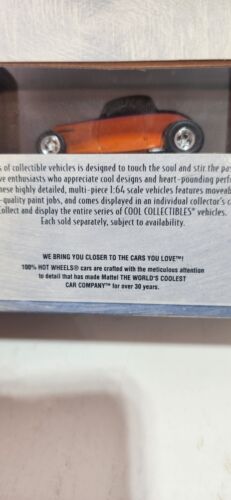 s of collectible vehicles is designed to touch the soul and stir the pas
ve enthusiasts who appreciate cool designs and heart-pounding perf
hese highly detailed, multi-piece 1:64 scale vehicles features moveab
-quality paint jobs, and comes displayed in an individual collector's c
Collect and display the entire series of COOL COLLECTIBLES® vehicles.
Each sold separately, subject to availability.
WE BRING YOU CLOSER TO THE CARS YOU LOVE™!
100% HOT WHEELS® cars are crafted with the meticulous attention
to detail that has made Mattel THE WORLD'S COOLEST
CAR COMPANY™ for over 30 years.